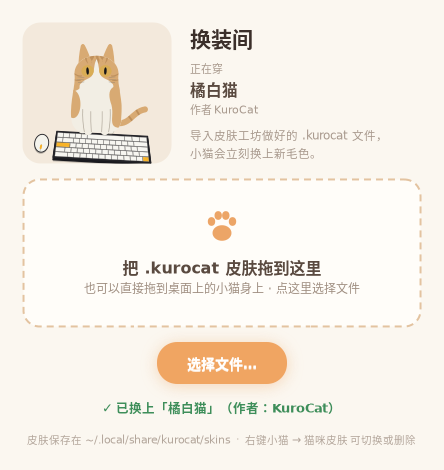 换装间
正在穿
橘白猫
作者 KuroCat
导入皮肤工坊做好的 .kurocat 文件，
小猫会立刻换上新毛色。
把 .kurocat 皮肤拖到这里
也可以直接拖到桌面上的小猫身上 · 点这里选择文件
选择文件…
✓ 已换上「橘白猫」（作者：KuroCat）
皮肤保存在 ~/.local/share/kurocat/skins · 右键小猫 → 猫咪皮肤 可切换或删除